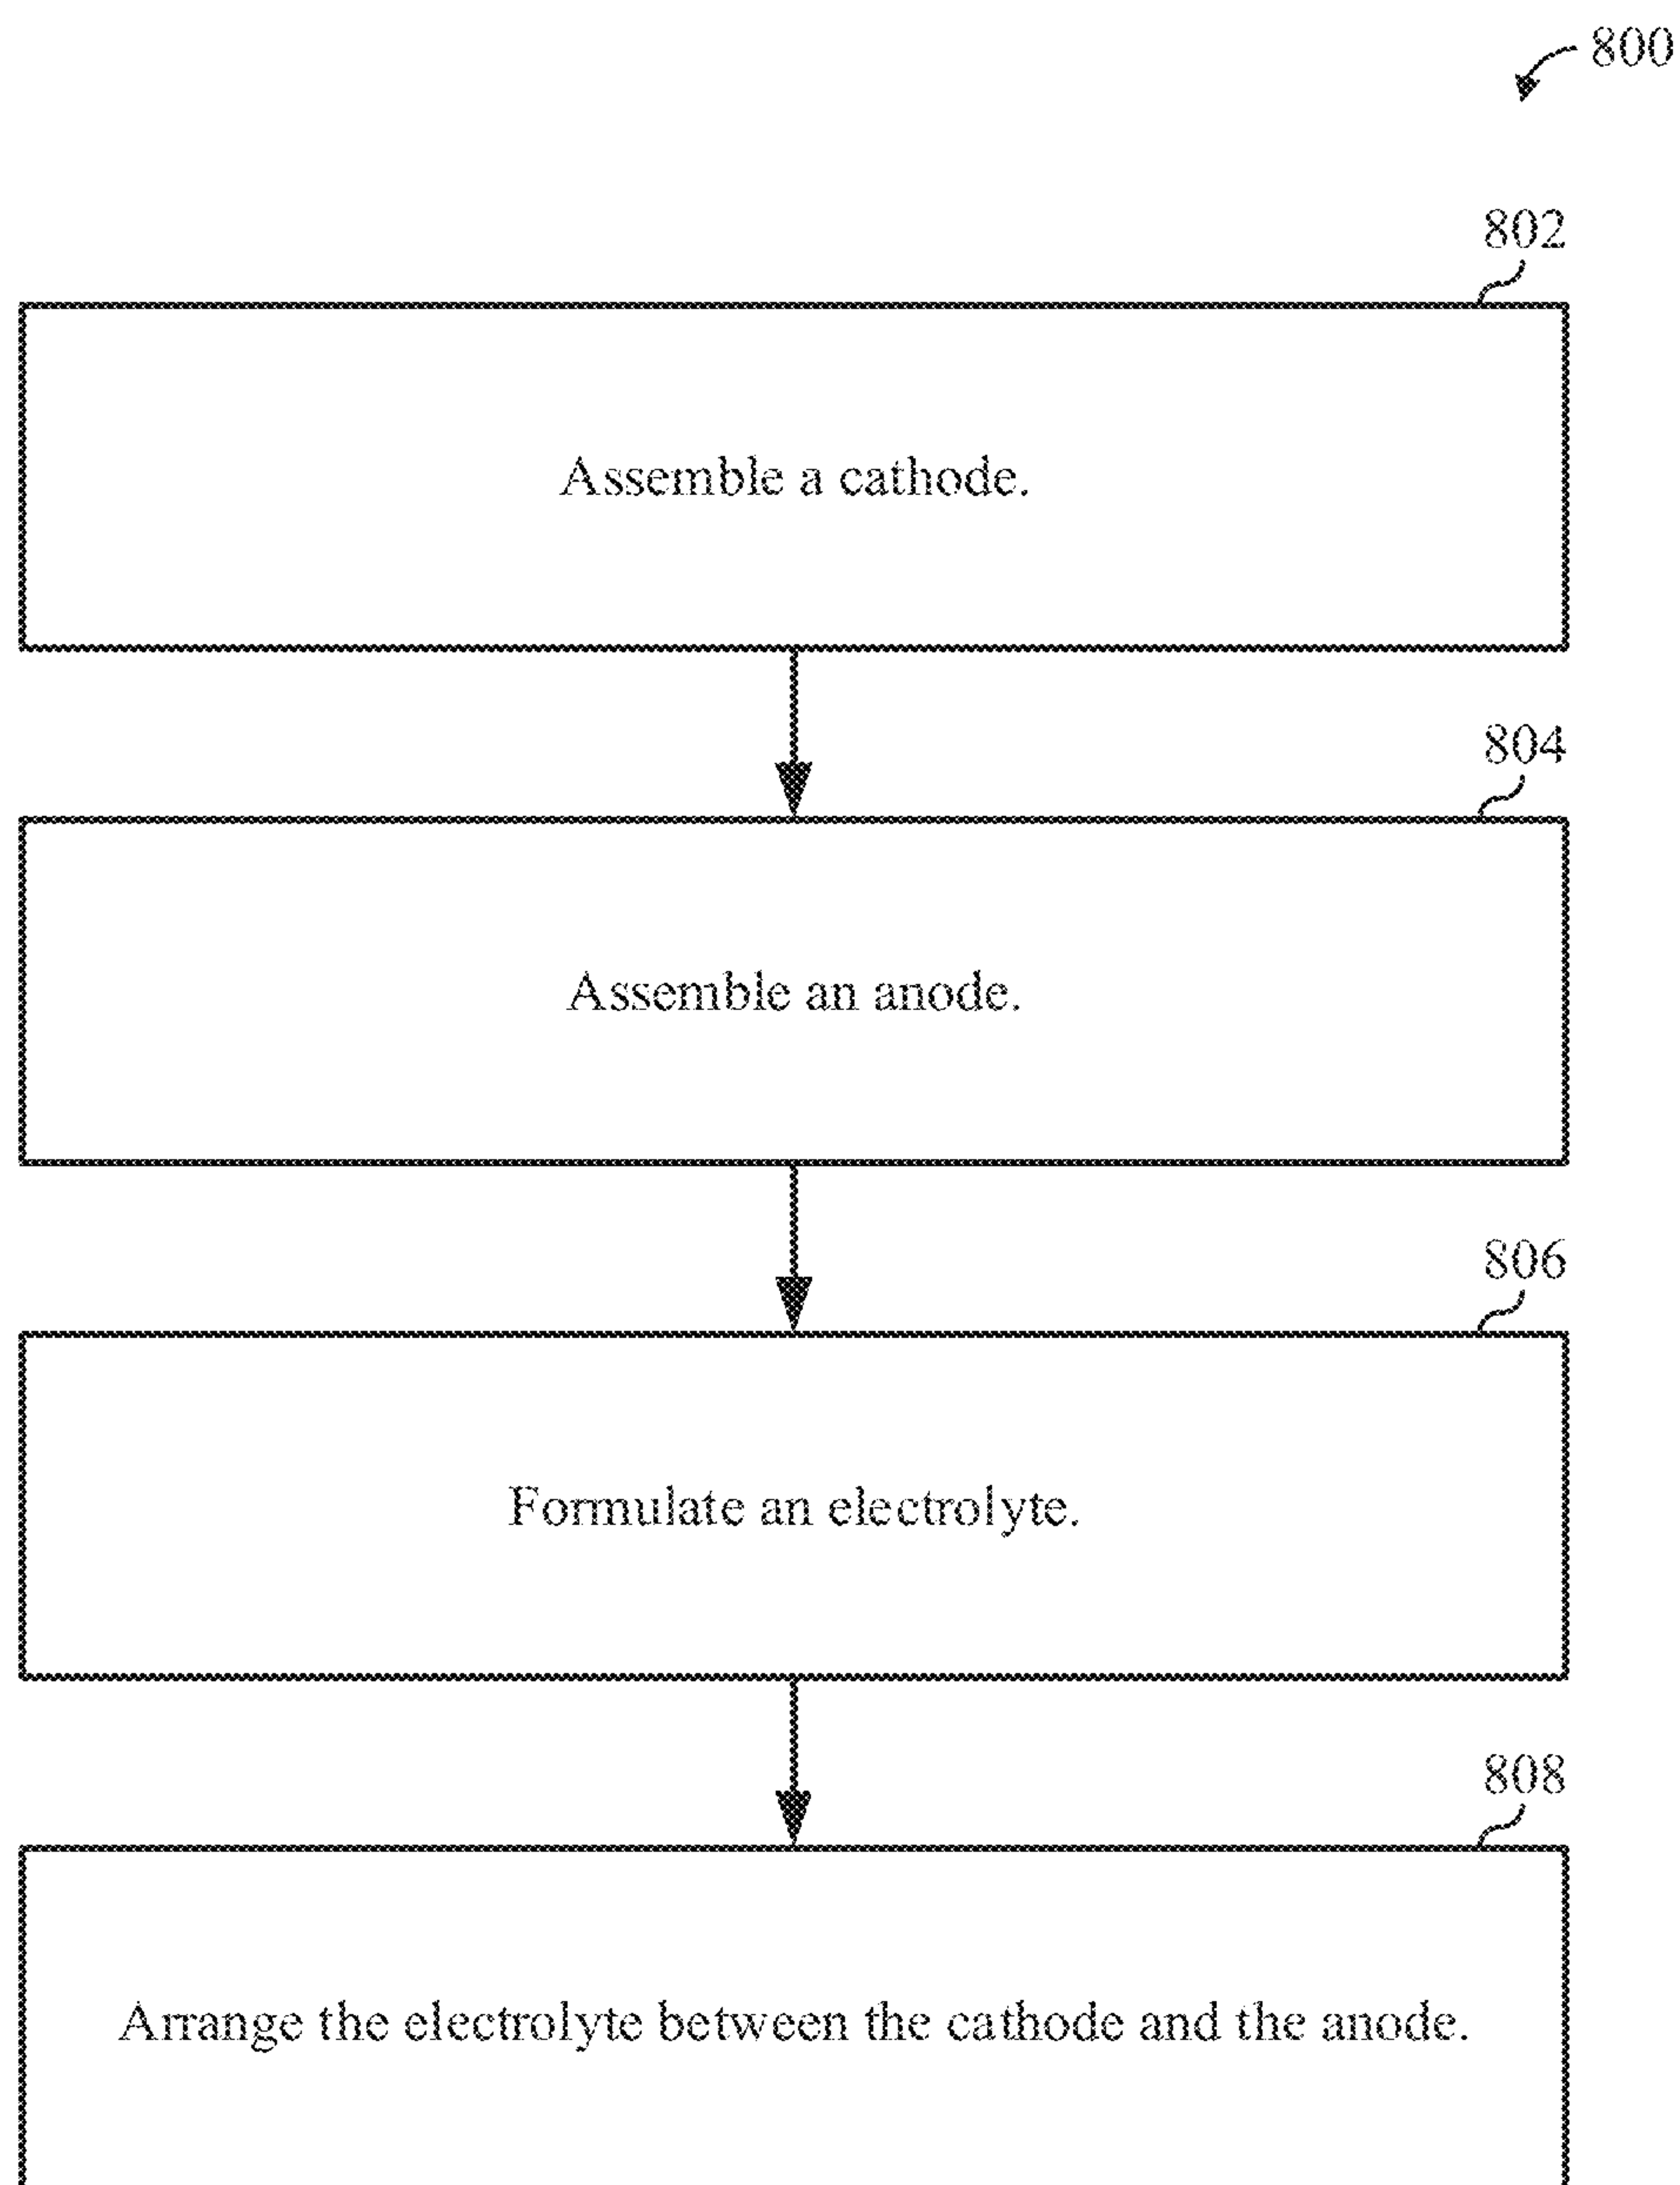 800
802
Assemble a cathode.
804
Assemble an anode.
806
Formulate an electrolyte.
808
Arrange the electrolyte between the cathode and the anode.